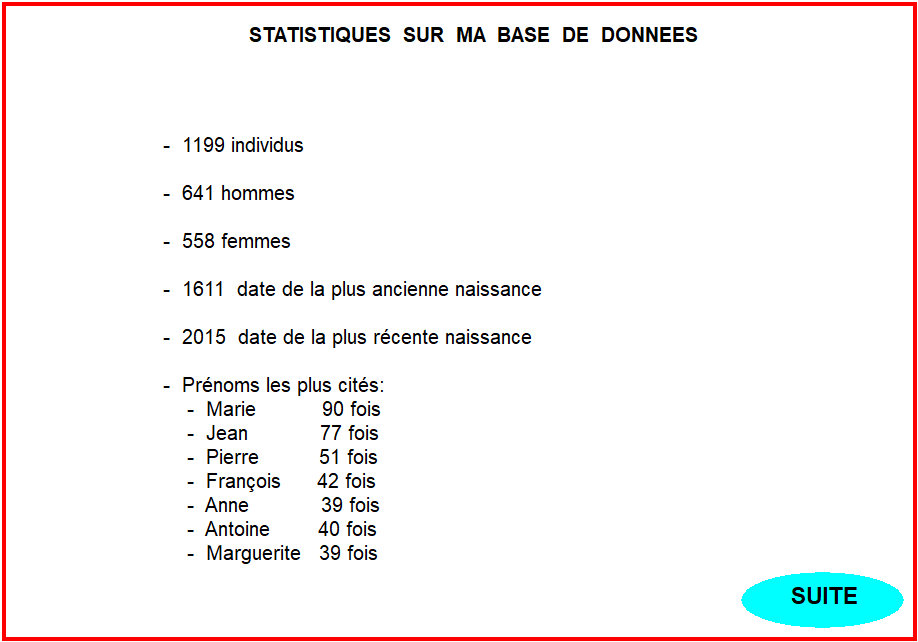 STATISTIQUES SUR MA BASE DE DONNEES
- 1199 individus
- 641 hommes
- 558 femmes
- 1611 date de la plus ancienne naissance
- 2015 date de la plus récente naissance
- Prénoms les plus cités:
- Marie 90 fois
- Jean 77 fois
- Pierre 51 fois
- François 42 fois
- Anne 39 fois
- Antoine 40 fois
- Marguerite 39 fois
SUITE